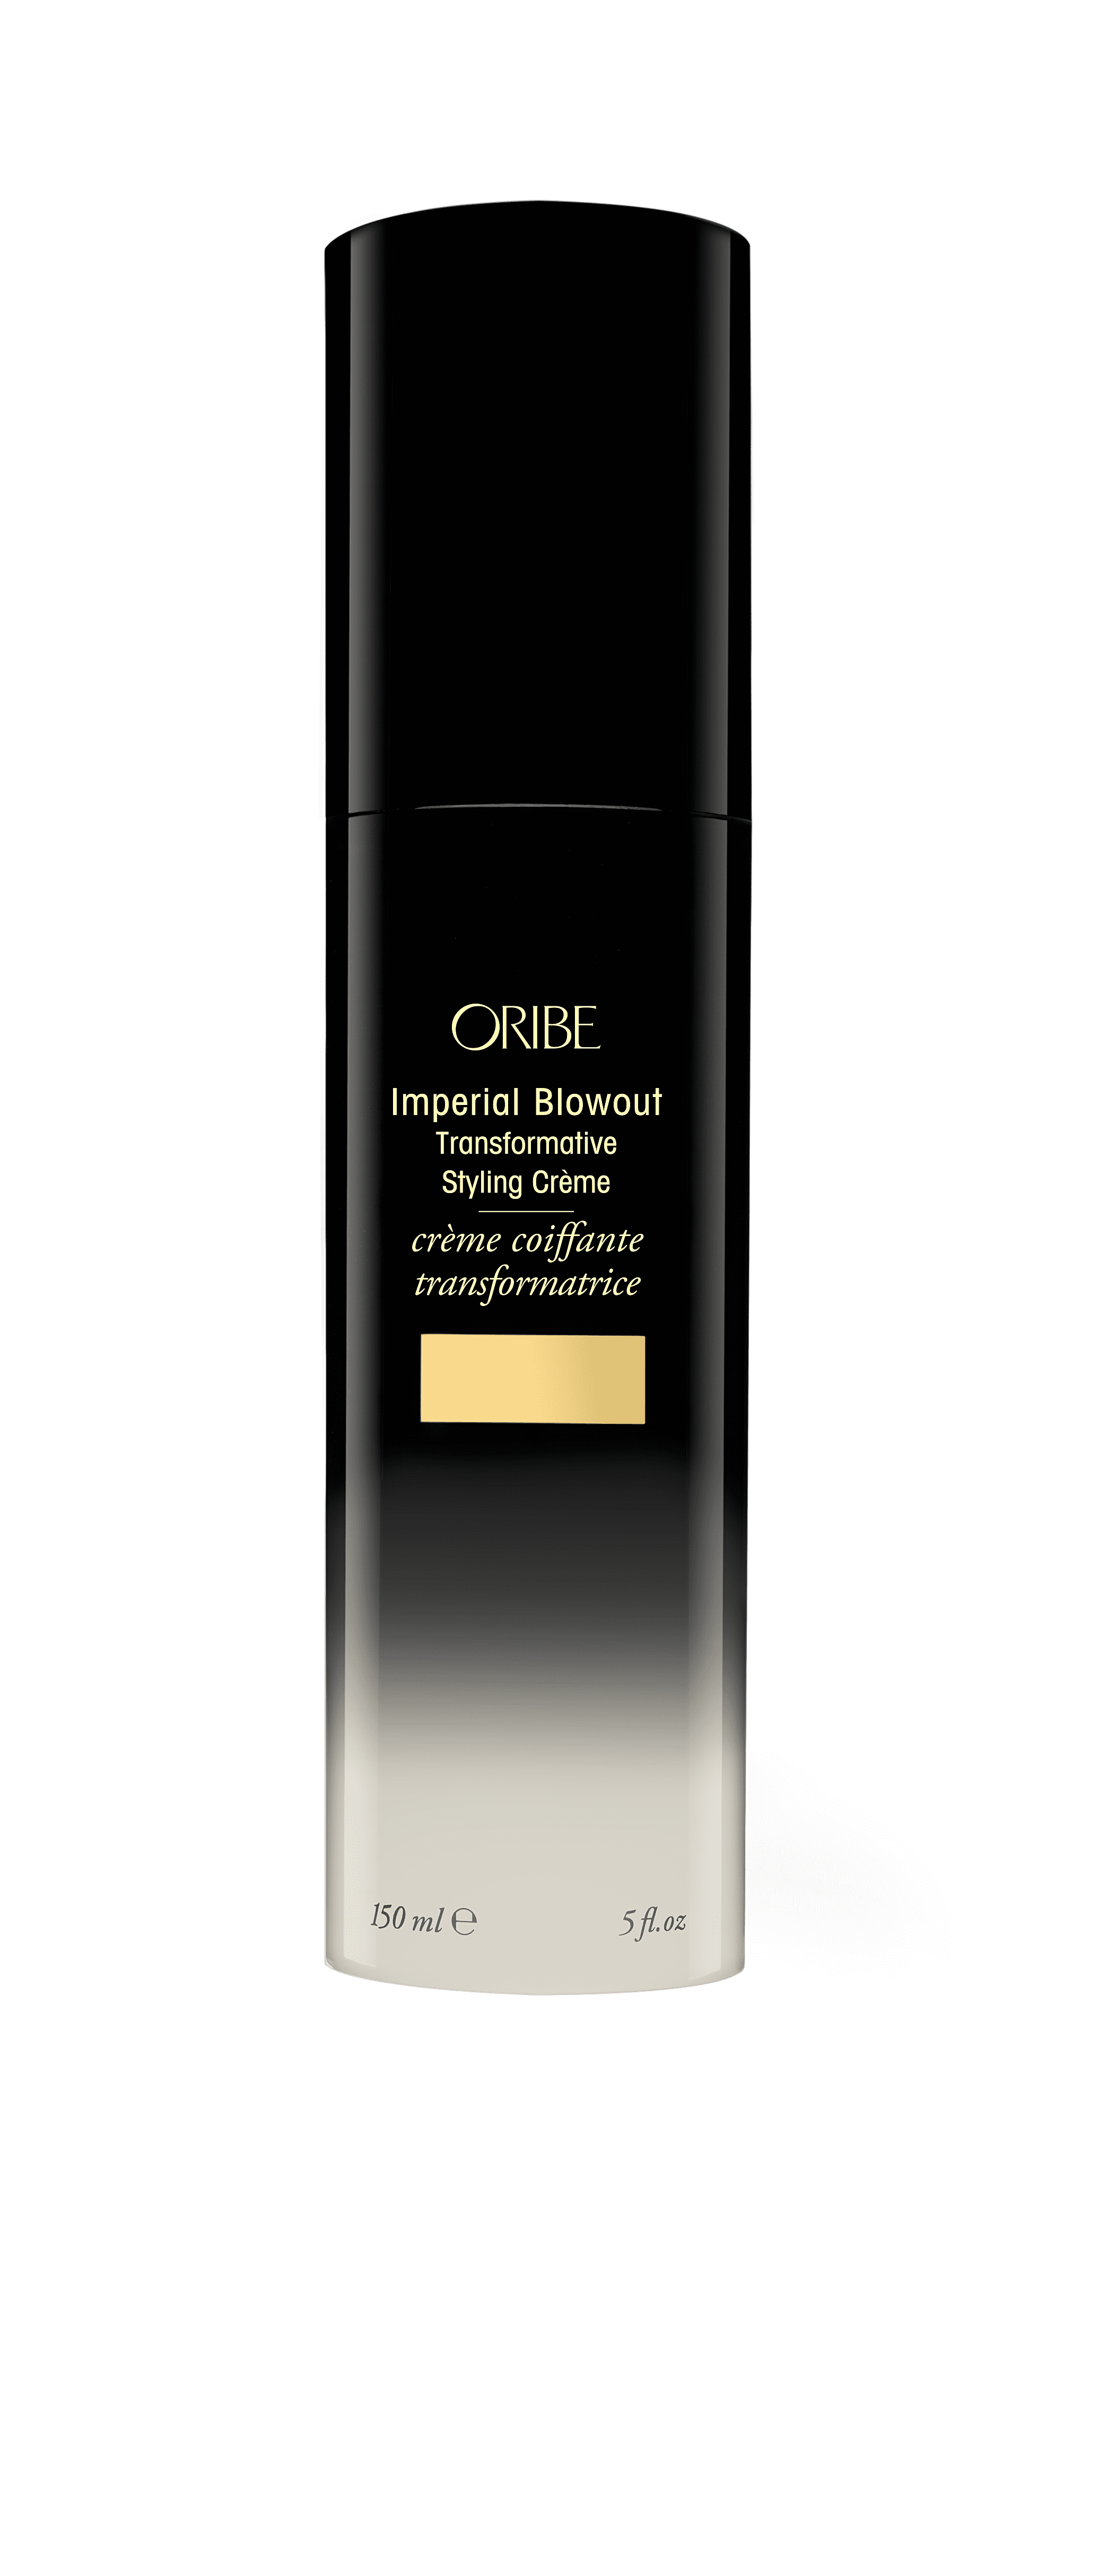 ORIBE
Imperial Blowout
Transformative
Styling Crème
crème coiffante
transformatrice
150 ml ℮
5 fl.oz